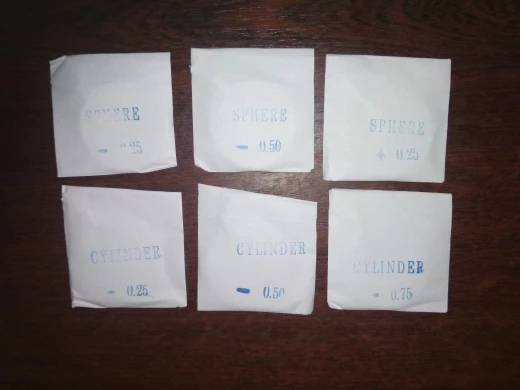 SPHERE
- 0.25
SPHERE
- 0.50
SPHERE
+ 0.25
CYLINDER
- 0.25
CYLINDER
- 0.50
CYLINDER
- 0.75